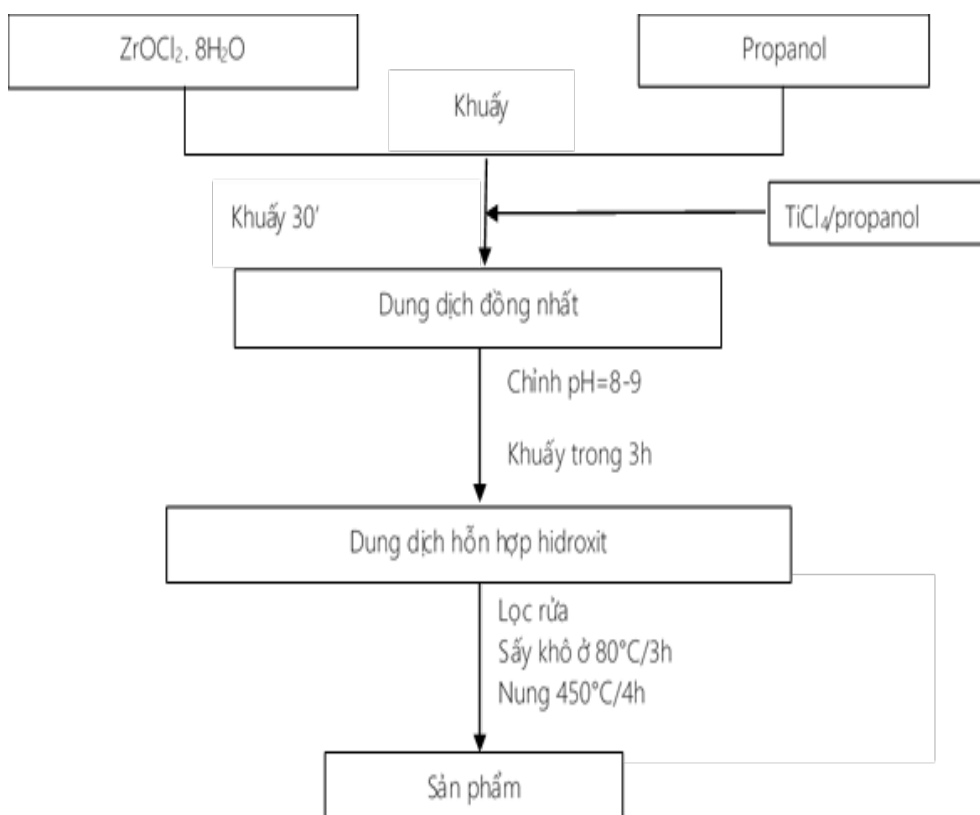 ZrOCl₂. 8H₂O
Propanol
Khuấy
Khuấy 30’
TiCl₄/propanol
Dung dịch đồng nhất
Chỉnh pH=8-9
Khuấy trong 3h
Dung dịch hỗn hợp hidroxit
Lọc rửa
Sấy khô ở 80°C/3h
Nung 450°C/4h
Sản phẩm